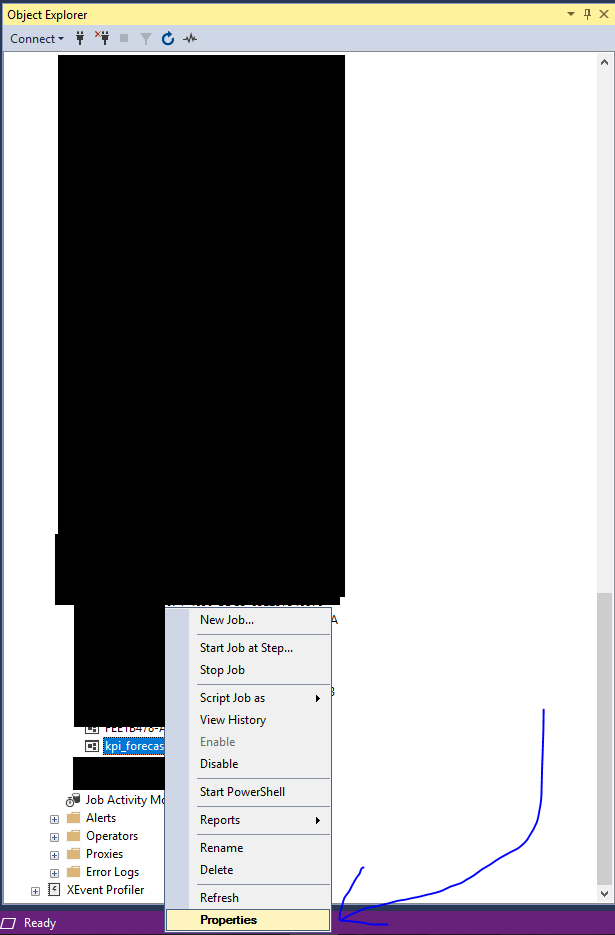 Object Explorer
Connect
New Job...
A
Start Job at Step...
Stop Job
Script Job as
View History
kpi_forecas
Enable
Disable
Start PowerShell
Job Activity Mo
Alerts
Reports
Operators
Rename
Proxies
Delete
Error Logs
XEvent Profiler
Refresh
Properties
Ready